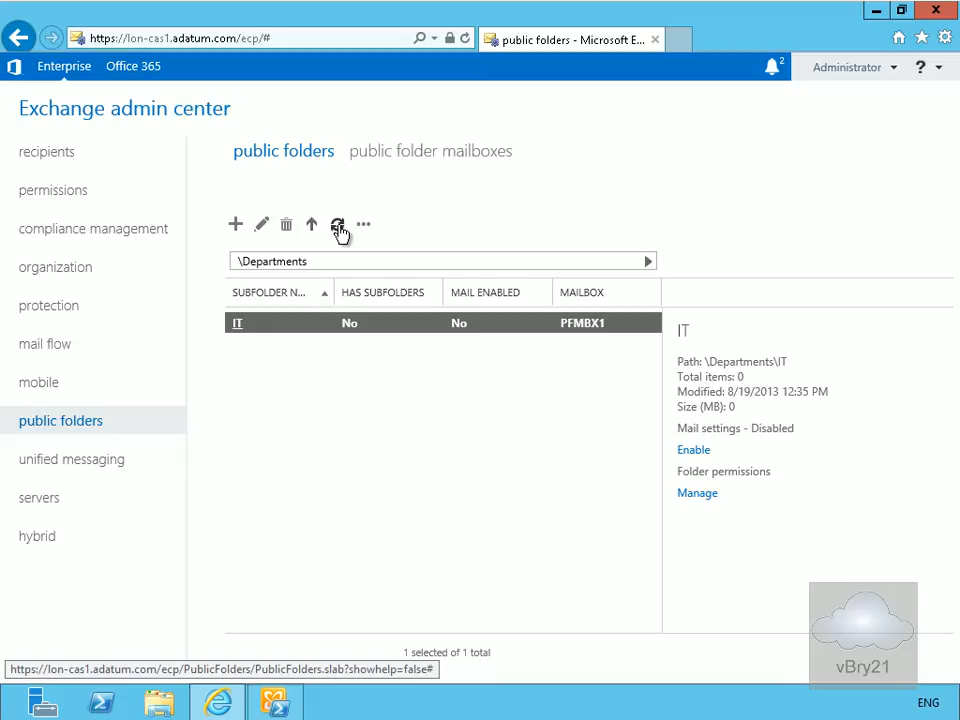 https://lon-cas1.adatum.com/ecp/#
public folders - Microsoft E...
Enterprise Office 365
2
Administrator ?
Exchange admin center
recipients
permissions
compliance management
organization
protection
mail flow
mobile
public folders
unified messaging
servers
hybrid
public folders public folder mailboxes
\Departments
SUBFOLDER N... HAS SUBFOLDERS MAIL ENABLED MAILBOX
IT No No PFMBX1
IT
Path: \Departments\IT
Total items: 0
Modified: 8/19/2013 12:35 PM
Size (MB): 0
Mail settings - Disabled
Enable
Folder permissions
Manage
1 selected of 1 total
https://lon-cas1.adatum.com/ecp/PublicFolders/PublicFolders.slab?showhelp=false#
vBry21
ENG